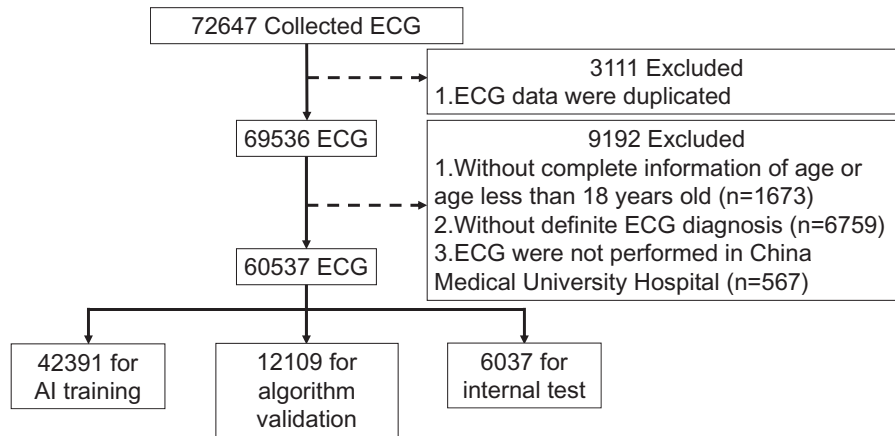 72647 Collected ECG
3111 Excluded
1.ECG data were duplicated
69536 ECG
9192 Excluded
1.Without complete information of age or
age less than 18 years old (n=1673)
2.Without definite ECG diagnosis (n=6759)
3.ECG were not performed in China
Medical University Hospital (n=567)
60537 ECG
42391 for
AI training
12109 for
algorithm
validation
6037 for
internal test